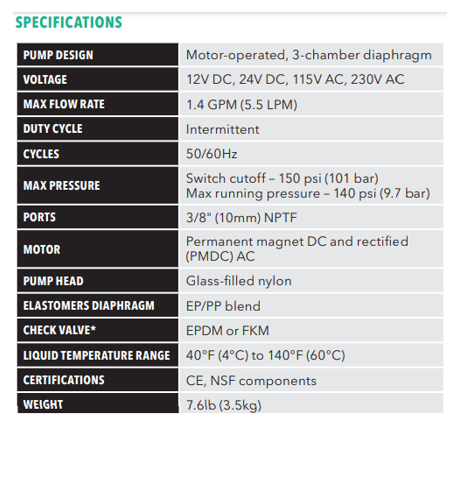 SPECIFICATIONS
PUMP DESIGN Motor-operated, 3-chamber diaphragm
VOLTAGE 12V DC, 24V DC, 115V AC, 230V AC
MAX FLOW RATE 1.4 GPM (5.5 LPM)
DUTY CYCLE Intermittent
CYCLES 50/60Hz
MAX PRESSURE Switch cutoff – 150 psi (101 bar)
Max running pressure – 140 psi (9.7 bar)
PORTS 3/8" (10mm) NPTF
MOTOR Permanent magnet DC and rectified
(PMDC) AC
PUMP HEAD Glass-filled nylon
ELASTOMERS DIAPHRAGM EP/PP blend
CHECK VALVE* EPDM or FKM
LIQUID TEMPERATURE RANGE 40°F (4°C) to 140°F (60°C)
CERTIFICATIONS CE, NSF components
WEIGHT 7.6lb (3.5kg)